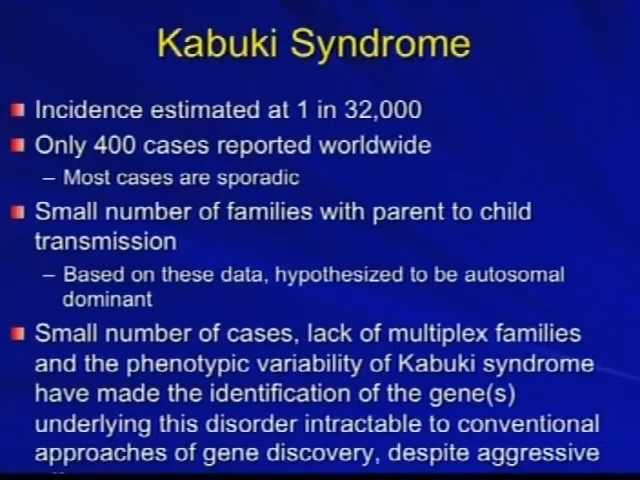 Kabuki Syndrome
Incidence estimated at 1 in 32,000
Only 400 cases reported worldwide
– Most cases are sporadic
Small number of families with parent to child
transmission
– Based on these data, hypothesized to be autosomal
dominant
Small number of cases, lack of multiplex families
and the phenotypic variability of Kabuki syndrome
have made the identification of the gene(s)
underlying this disorder intractable to conventional
approaches of gene discovery, despite aggressive